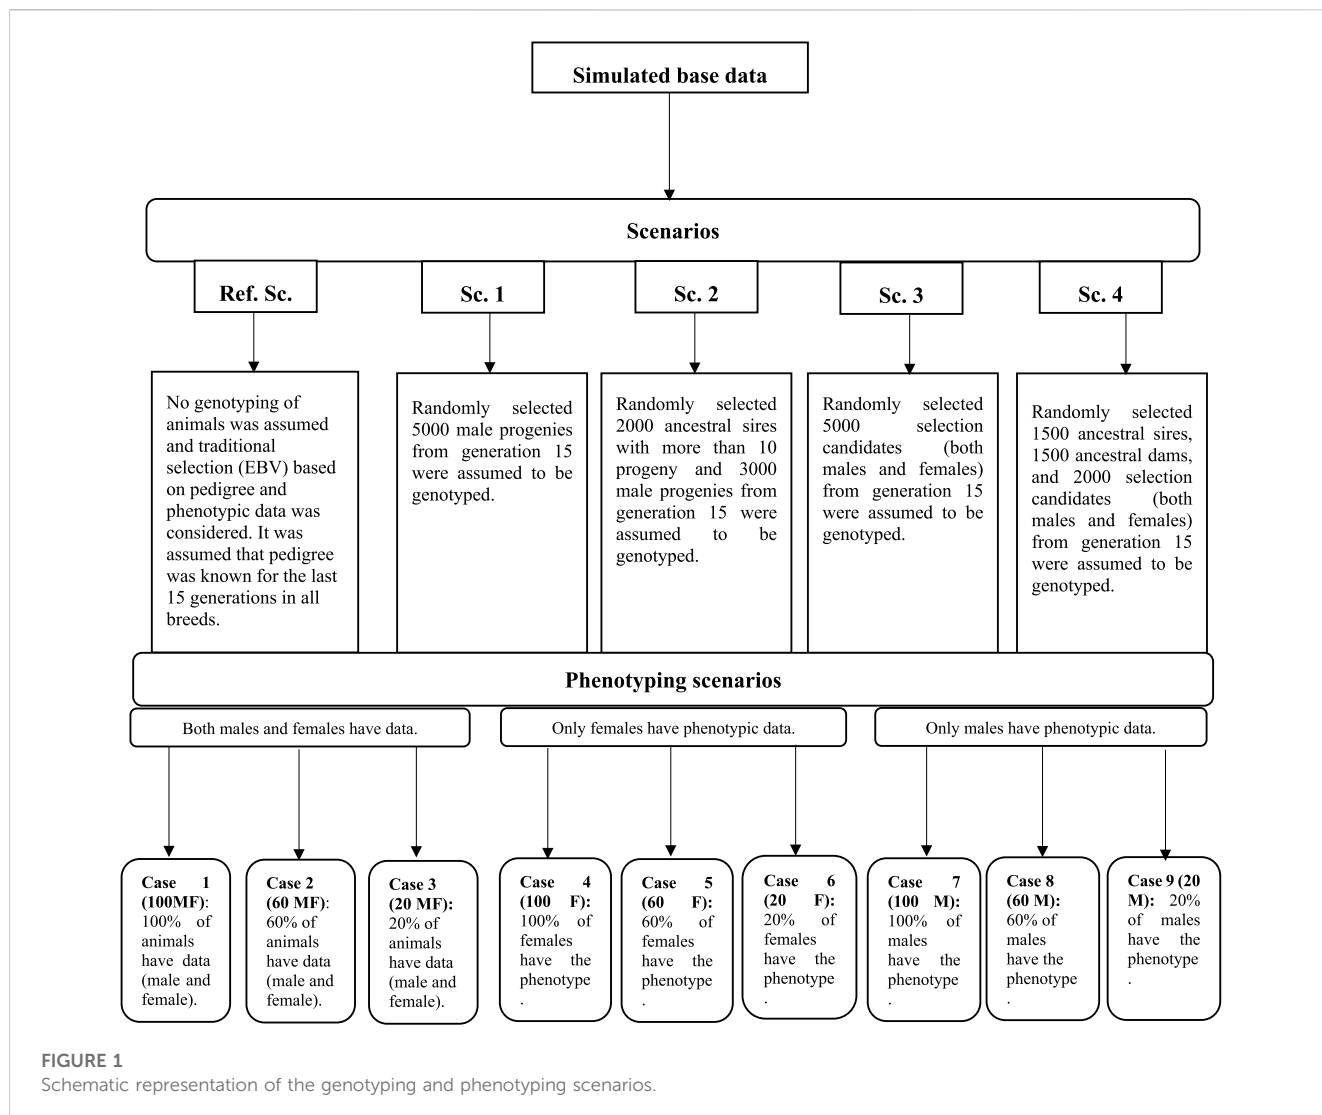 Simulated base data
Scenarios
Ref. Sc.
Sc. 1
Sc. 2
Sc. 3
Sc. 4
No genotyping of
animals was assumed
and traditional
selection (EBV) based
on pedigree and
phenotypic data was
considered. It was
assumed that pedigree
was known for the last
15 generations in all
breeds.
Randomly selected
5000 male progenies
from generation 15
were assumed to be
genotyped.
Randomly selected
2000 ancestral sires
with more than 10
progeny and 3000
male progenies from
generation 15 were
assumed to be
genotyped.
Randomly selected
5000 selection
candidates (both
males and females)
from generation 15
were assumed to be
genotyped.
Randomly selected
1500 ancestral sires,
1500 ancestral dams,
and 2000 selection
candidates (both
males and females)
from generation 15
were assumed to be
genotyped.
Phenotyping scenarios
Both males and females have data.
Only females have phenotypic data.
Only males have phenotypic data.
Case 1
(100MF):
100% of
animals
have data
(male and
female).
Case 2
(60 MF):
60% of
animals
have data
(male and
female).
Case 3
(20 MF):
20% of
animals
have data
(male and
female).
Case 4
(100 F):
100% of
females
have the
phenotype
.
Case 5
(60 F):
60% of
females
have the
phenotype
.
Case 6
(20 F):
20% of
females
have the
phenotype
.
Case 7
(100 M):
100% of
males
have the
phenotype
.
Case 8
(60 M):
60% of
males
have the
phenotype
.
Case 9 (20
M): 20%
of males
have the
phenotype
.
FIGURE 1
Schematic representation of the genotyping and phenotyping scenarios.